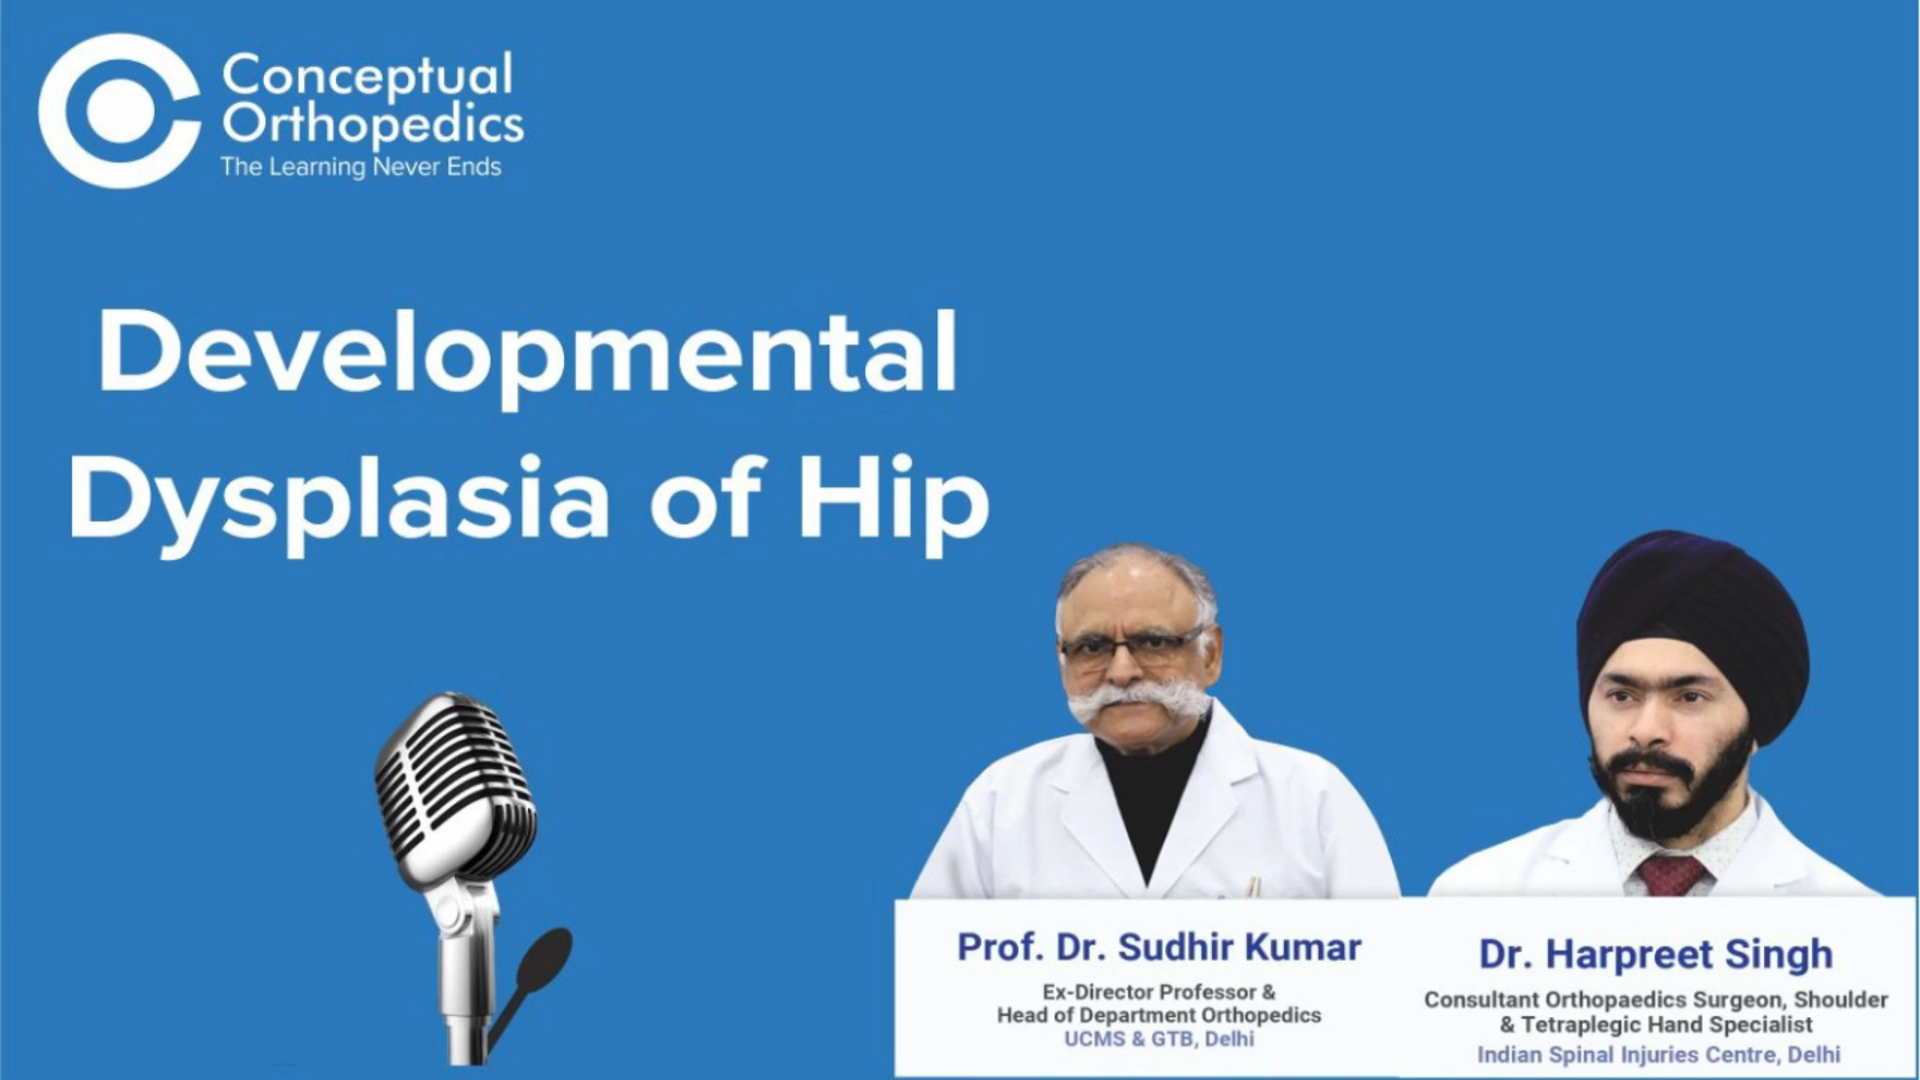 Conceptual
Orthopedics
The Learning Never Ends
Developmental
Dysplasia of Hip
Prof. Dr. Sudhir Kumar
Ex-Director Professor &
Head of Department Orthopedics
UCMS & GTB, Delhi
Dr. Harpreet Singh
Consultant Orthopaedics Surgeon, Shoulder
& Tetraplegic Hand Specialist
Indian Spinal Injuries Centre, Delhi